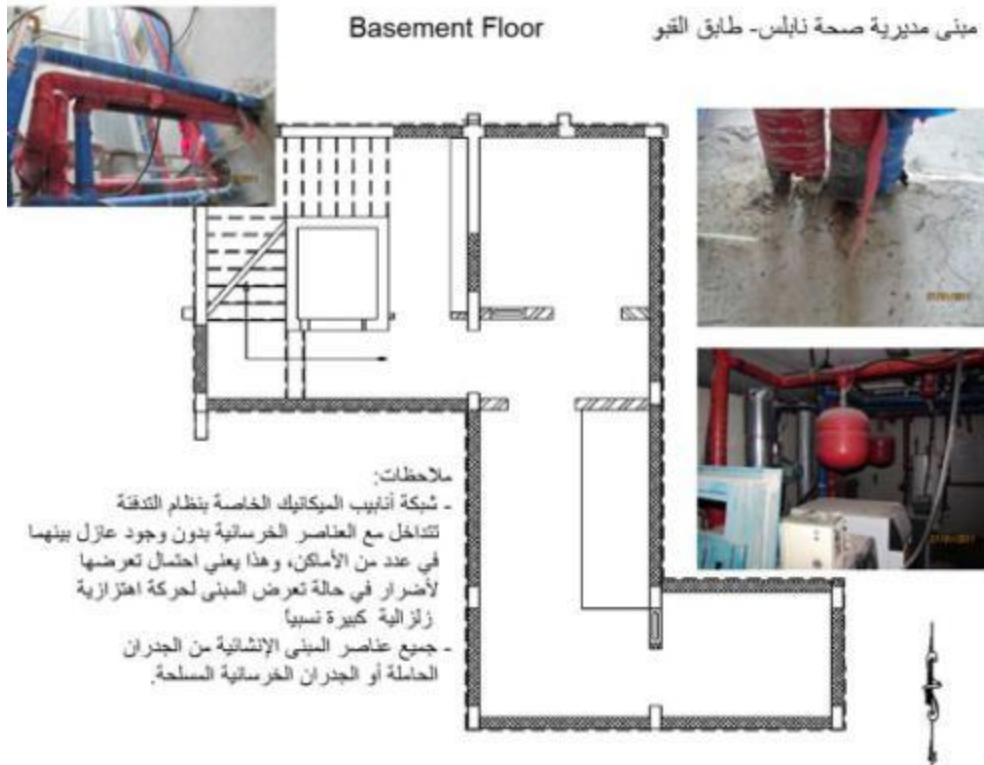 Basement Floor
مبنى مديرية صحة نابلس- طابق القبو
ملاحظات:
- شبكة أنابيب الميكانيك الخاصة بنظام التدفئة
تتداخل مع العناصر الخرسانية بدون وجود عازل بينهما
في عدد من الأماكن، وهذا يعني احتمال تعرضها
لأضرار في حالة تعرض المبنى لحركة اهتزازية
زلزالية كبيرة نسبياً
- جميع عناصر المبنى الإنشائية من الجدران
الحاملة أو الجدران الخرسانية المسلحة.